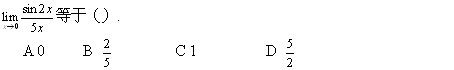 lim x→0 sin2x/5x 等于（）.
A 0 B 2/5 C 1 D 5/2